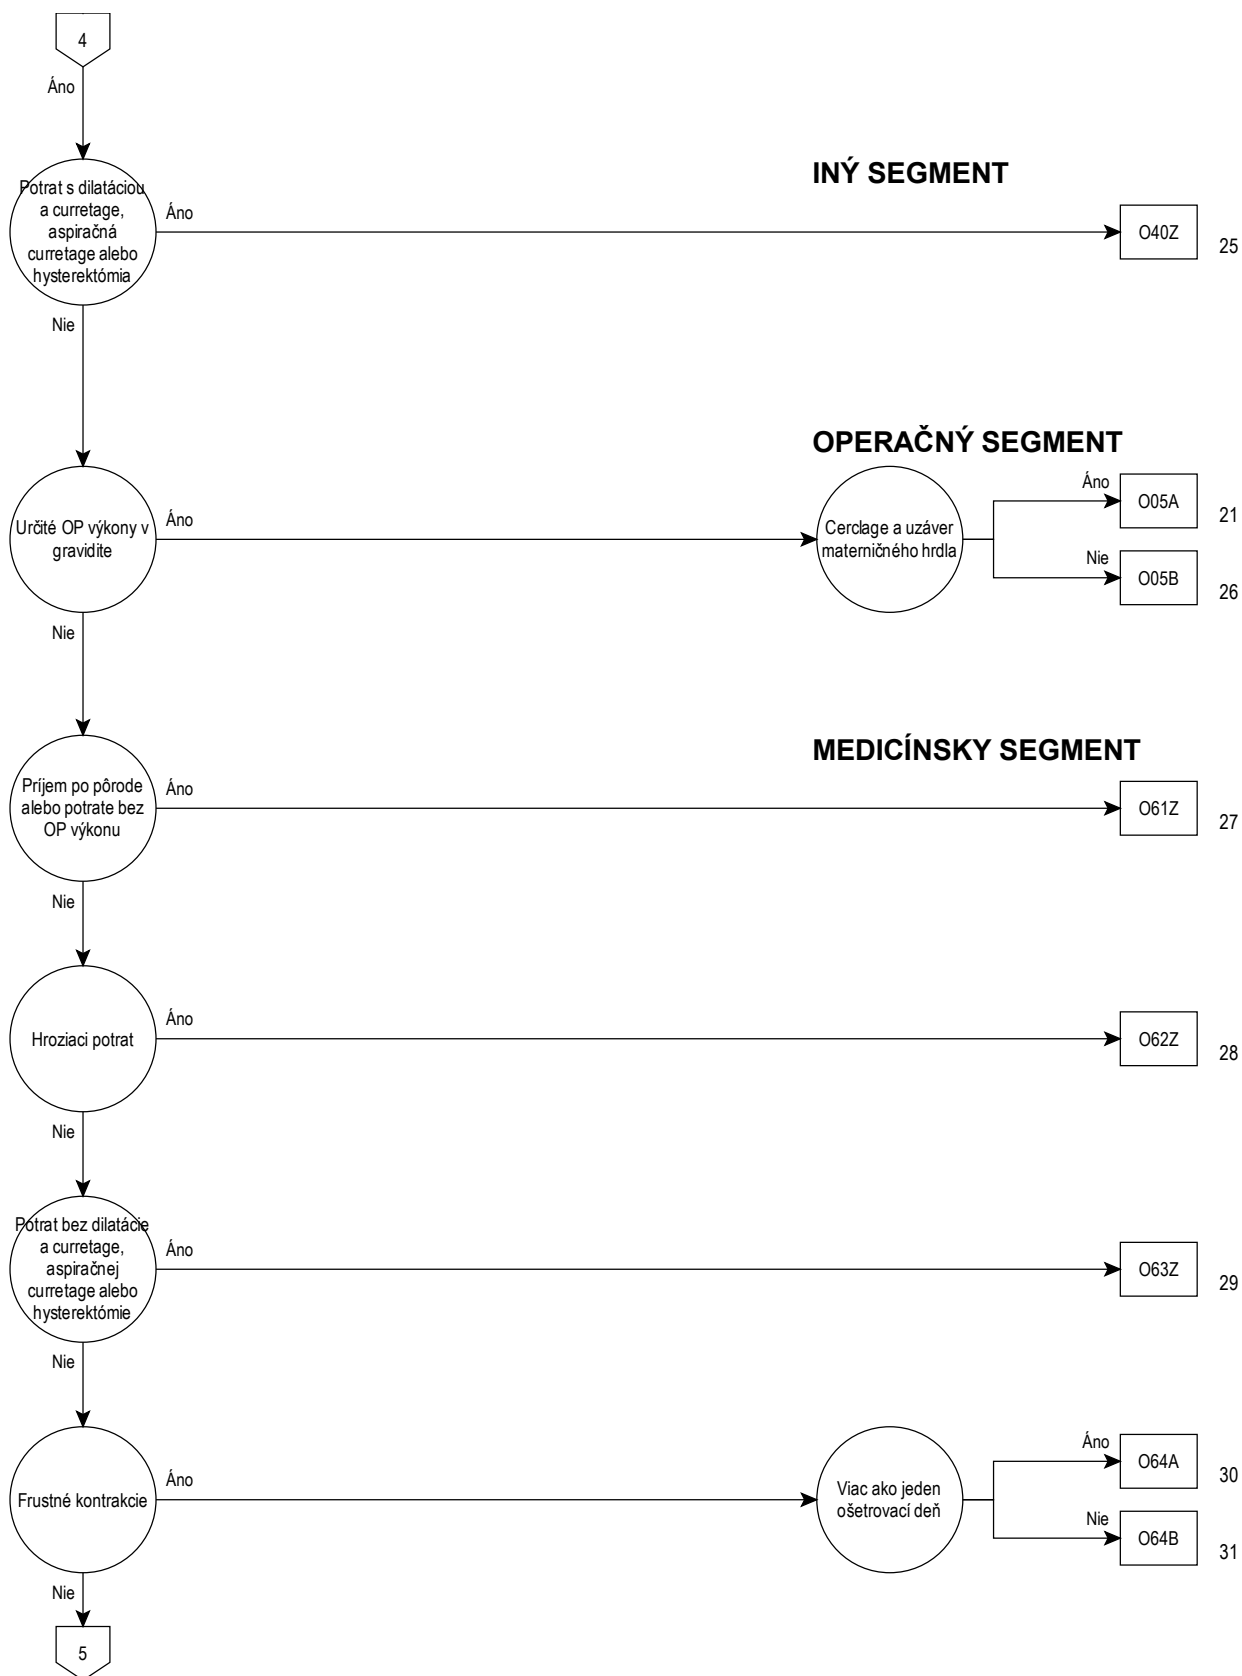 4
Áno
INÝ SEGMENT
Potrat s dilatáciou
a curretage,
aspiračná
curretage alebo
hysterektómia
Áno
O40Z
25
Nie
OPERAČNÝ SEGMENT
Určité OP výkony v
gravidite
Áno
Cerclage a uzáver
materničného hrdla
Áno
O05A
21
Nie
O05B
26
Nie
MEDICÍNSKY SEGMENT
Príjem po pôrode
alebo potrate bez
OP výkonu
Áno
O61Z
27
Nie
Hroziaci potrat
Áno
O62Z
28
Nie
Potrat bez dilatácie
a curretage,
aspiračnej
curretage alebo
hysterektómie
Áno
O63Z
29
Nie
Frustné kontrakcie
Áno
Viac ako jeden
ošetrovací deň
Áno
O64A
30
Nie
O64B
31
Nie
5